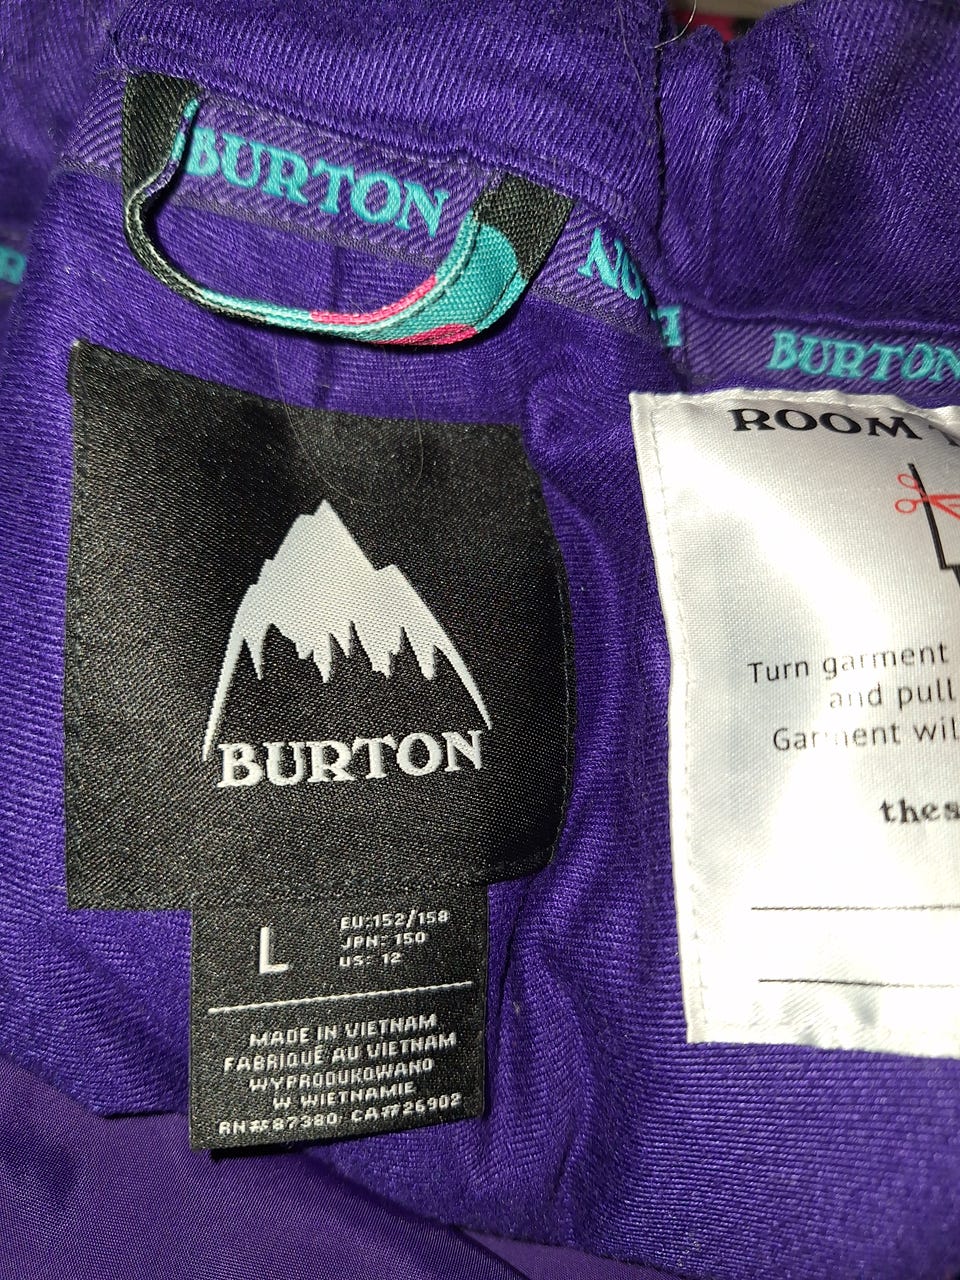 BURTON
BURTON
ROOM
Turn garment
and pull
Garment wil
thes
BURTON
L
EU:152/158
JPN: 150
US: 12
MADE IN VIETNAM
FABRIQUÉ AU VIETNAM
WYPRODUKOWANO
W WIETNAMIE
RN#:87380 CA#26902